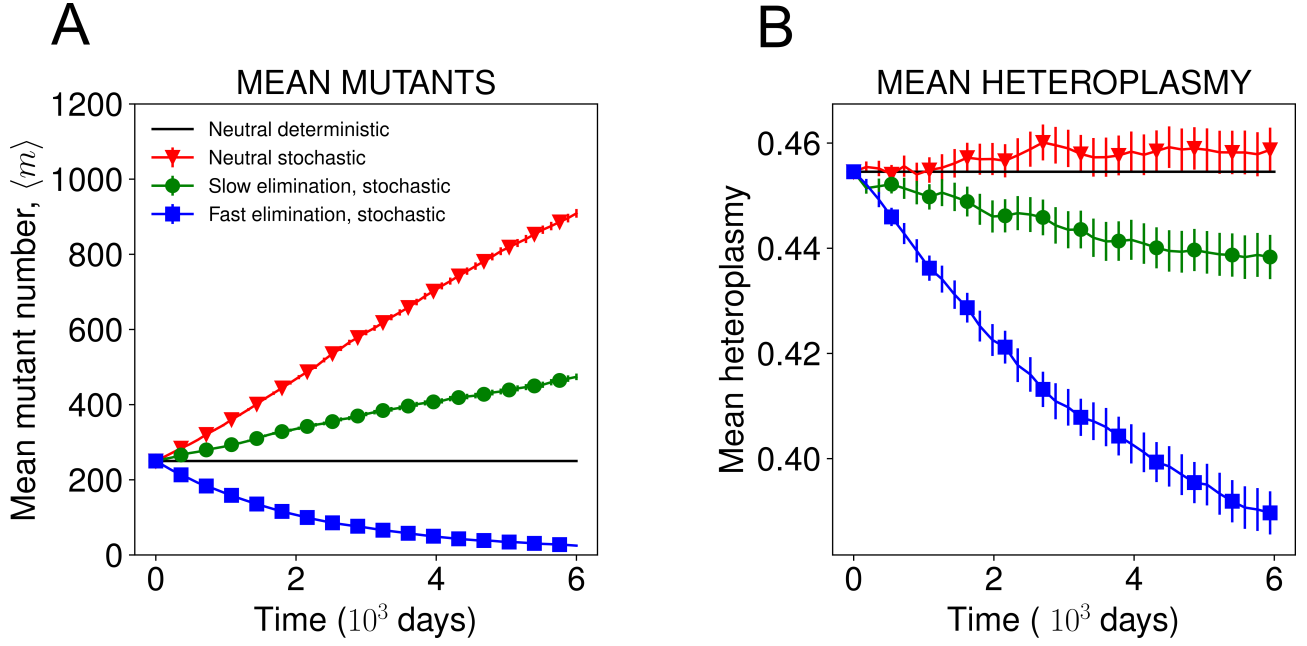 A
MEAN MUTANTS
Mean mutant number, ⟨m⟩
1200
1000
800
600
400
200
0
Neutral deterministic
Neutral stochastic
Slow elimination, stochastic
Fast elimination, stochastic
0 2 4 6
Time (10³ days)
B
MEAN HETEROPLASMY
Mean heteroplasmy
0.46
0.44
0.42
0.40
0 2 4 6
Time ( 10³ days)